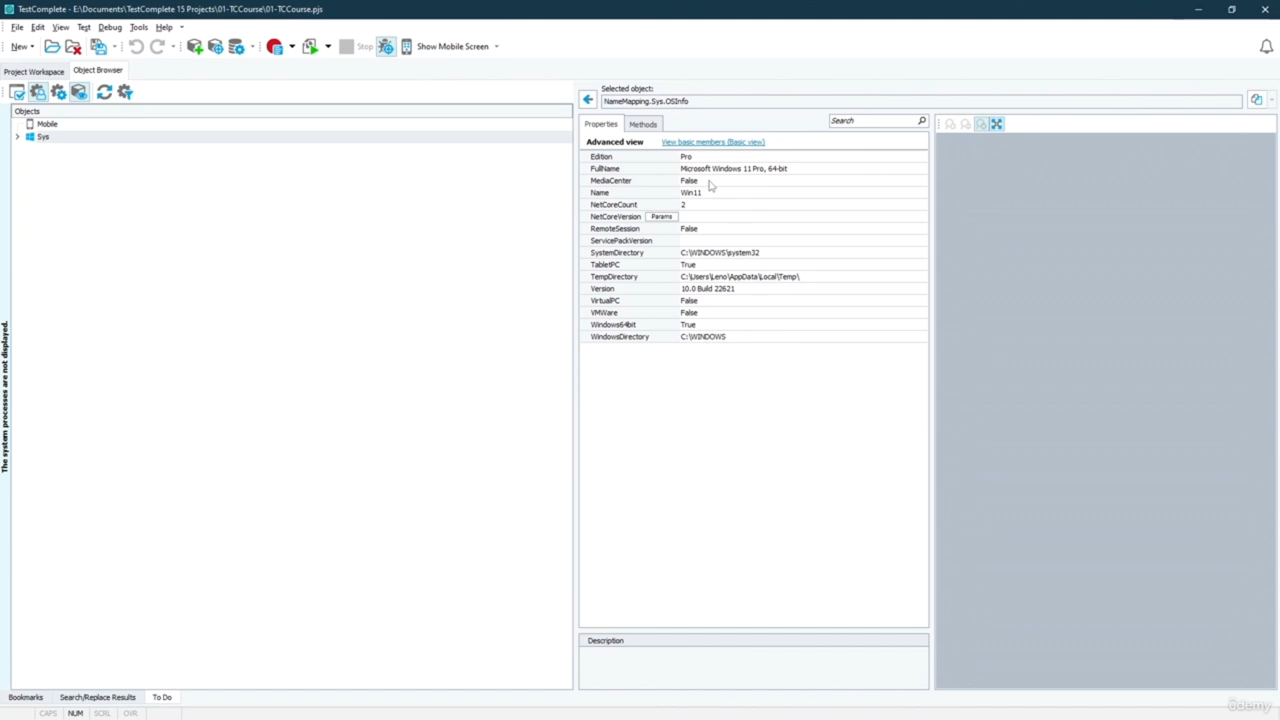 TestComplete - E:\Documents\TestComplete 15 Projects\01-TCCourse\01-TCCourse.pjs
File Edit View Test Debug Tools Help
New Stop Show Mobile Screen
Project Workspace Object Browser
Objects
Mobile
Sys
The system processes are not displayed.
Selected object:
NameMapping.Sys.OSInfo
Properties Methods Search
Advanced view View basic members (Basic view)
Edition Pro
FullName Microsoft Windows 11 Pro, 64-bit
MediaCenter False
Name Win11
NetCoreCount 2
NetCoreVersion Params
RemoteSession False
ServicePackVersion
SystemDirectory C:\WINDOWS\system32
TabletPC True
TempDirectory C:\Users\Leno\AppData\Local\Temp\
Version 10.0 Build 22621
VirtualPC False
VMWare False
Windows64bit True
WindowsDirectory C:\WINDOWS
Description
Bookmarks Search/Replace Results To Do
CAPS NUM SCRL OVR
ûdemy